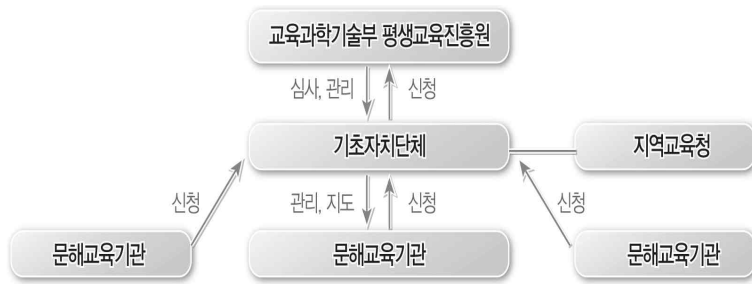 교육과학기술부 평생교육진흥원
심사, 관리 신청
기초자치단체 지역교육청
신청 관리, 지도 신청 신청
문해교육기관 문해교육기관 문해교육기관